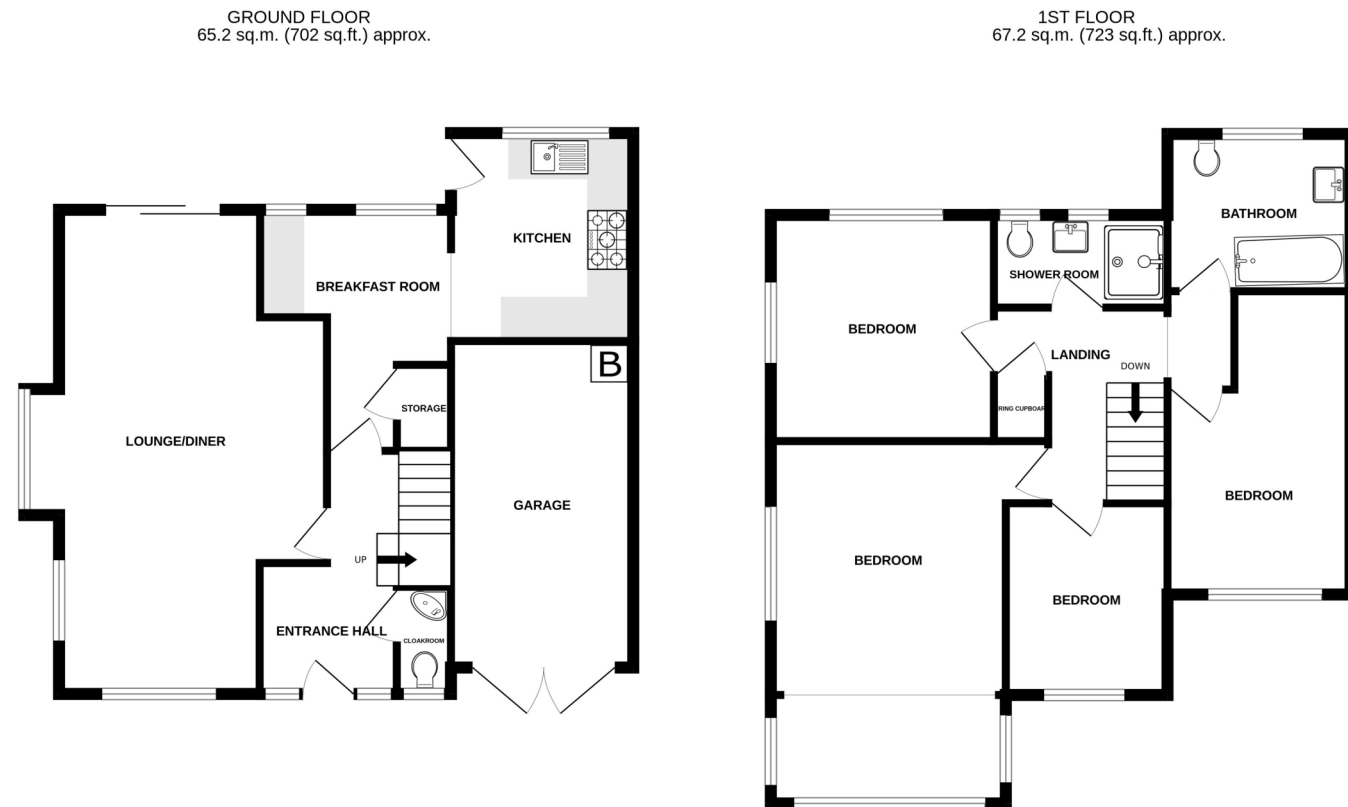 GROUND FLOOR
65.2 sq.m. (702 sq.ft.) approx.
1ST FLOOR
67.2 sq.m. (723 sq.ft.) approx.
KITCHEN
BREAKFAST ROOM
B
STORAGE
LOUNGE/DINER
GARAGE
UP
ENTRANCE HALL
CLOAKROOM
BATHROOM
SHOWER ROOM
BEDROOM
LANDING
DOWN
RING CUPBOAR
BEDROOM
BEDROOM
BEDROOM